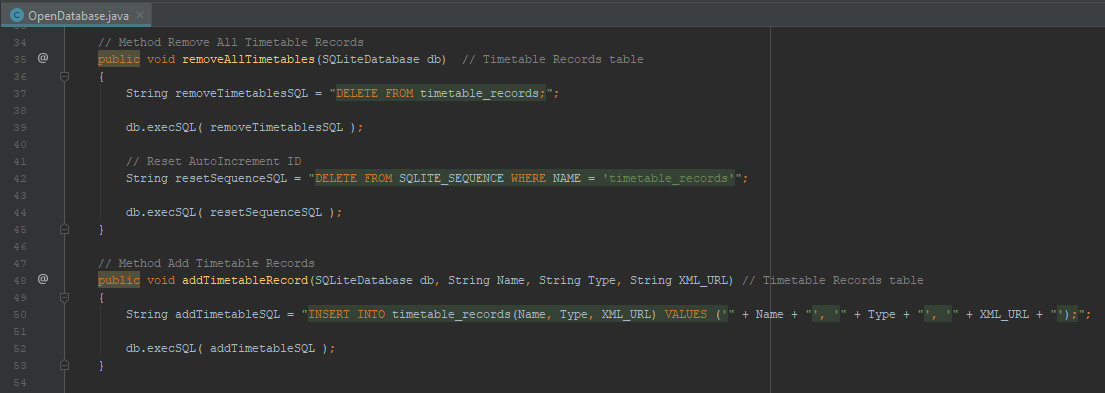 OpenDatabase.java ×
34 // Method Remove All Timetable Records
35 @ public void removeAllTimetables(SQLiteDatabase db) // Timetable Records table
36 {
37 String removeTimetablesSQL = "DELETE FROM timetable_records;";
38
39 db.execSQL( removeTimetablesSQL );
40
41 // Reset AutoIncrement ID
42 String resetSequenceSQL = "DELETE FROM SQLITE_SEQUENCE WHERE NAME = 'timetable_records'";
43
44 db.execSQL( resetSequenceSQL );
45 }
46
47 // Method Add Timetable Records
48 @ public void addTimetableRecord(SQLiteDatabase db, String Name, String Type, String XML_URL) // Timetable Records table
49 {
50 String addTimetableSQL = "INSERT INTO timetable_records(Name, Type, XML_URL) VALUES ('" + Name + "', '" + Type + "', '" + XML_URL + "');";
51
52 db.execSQL( addTimetableSQL );
53 }
54